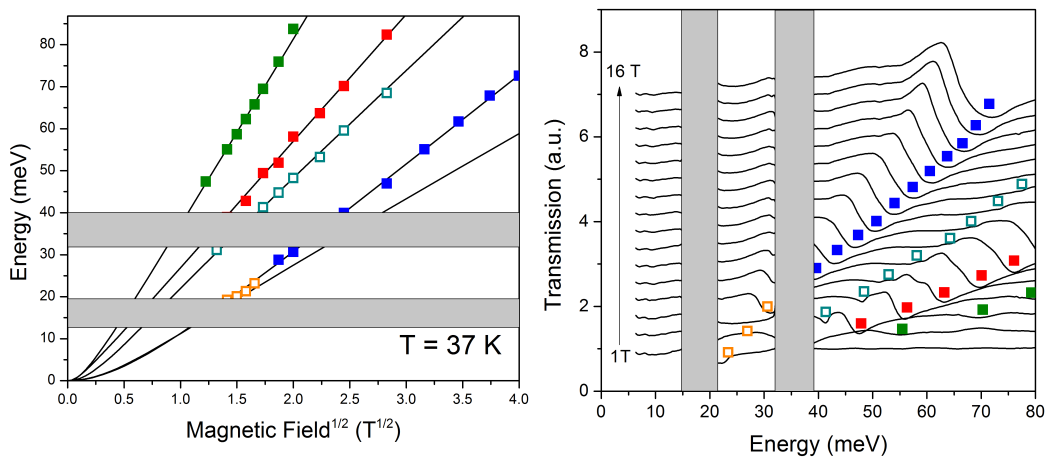 80
70
60
50
40
30
20
10
0
Energy (meV)
0.0 0.5 1.0 1.5 2.0 2.5 3.0 3.5 4.0
Magnetic Field1/2 (T1/2)
T = 37 K
8
6
4
2
0
Transmission (a.u.)
16 T
1T
0 10 20 30 40 50 60 70 80
Energy (meV)